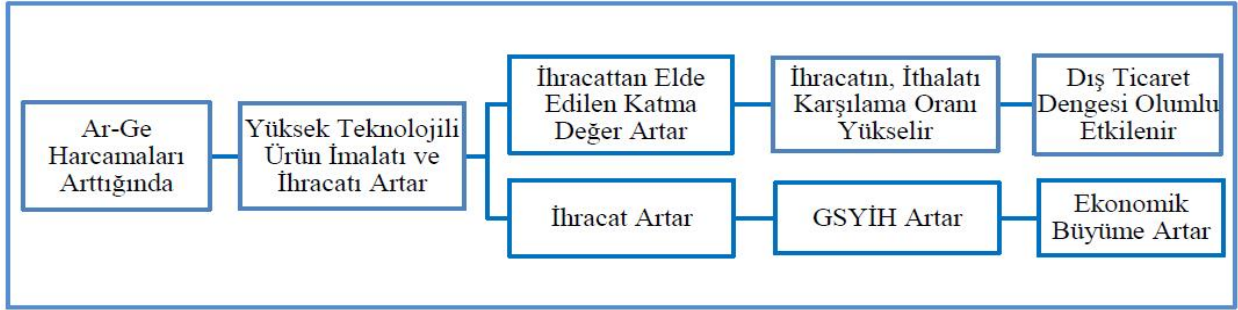 Ar-Ge
Harcamaları
Arttığında
Yüksek Teknolojili
Ürün İmalatı ve
İhracatı Artar
İhracattan Elde
Edilen Katma
Değer Artar
İhracatın, İthalatı
Karşılama Oranı
Yükselir
Dış Ticaret
Dengesi Olumlu
Etkilenir
İhracat Artar
GSYİH Artar
Ekonomik
Büyüme Artar